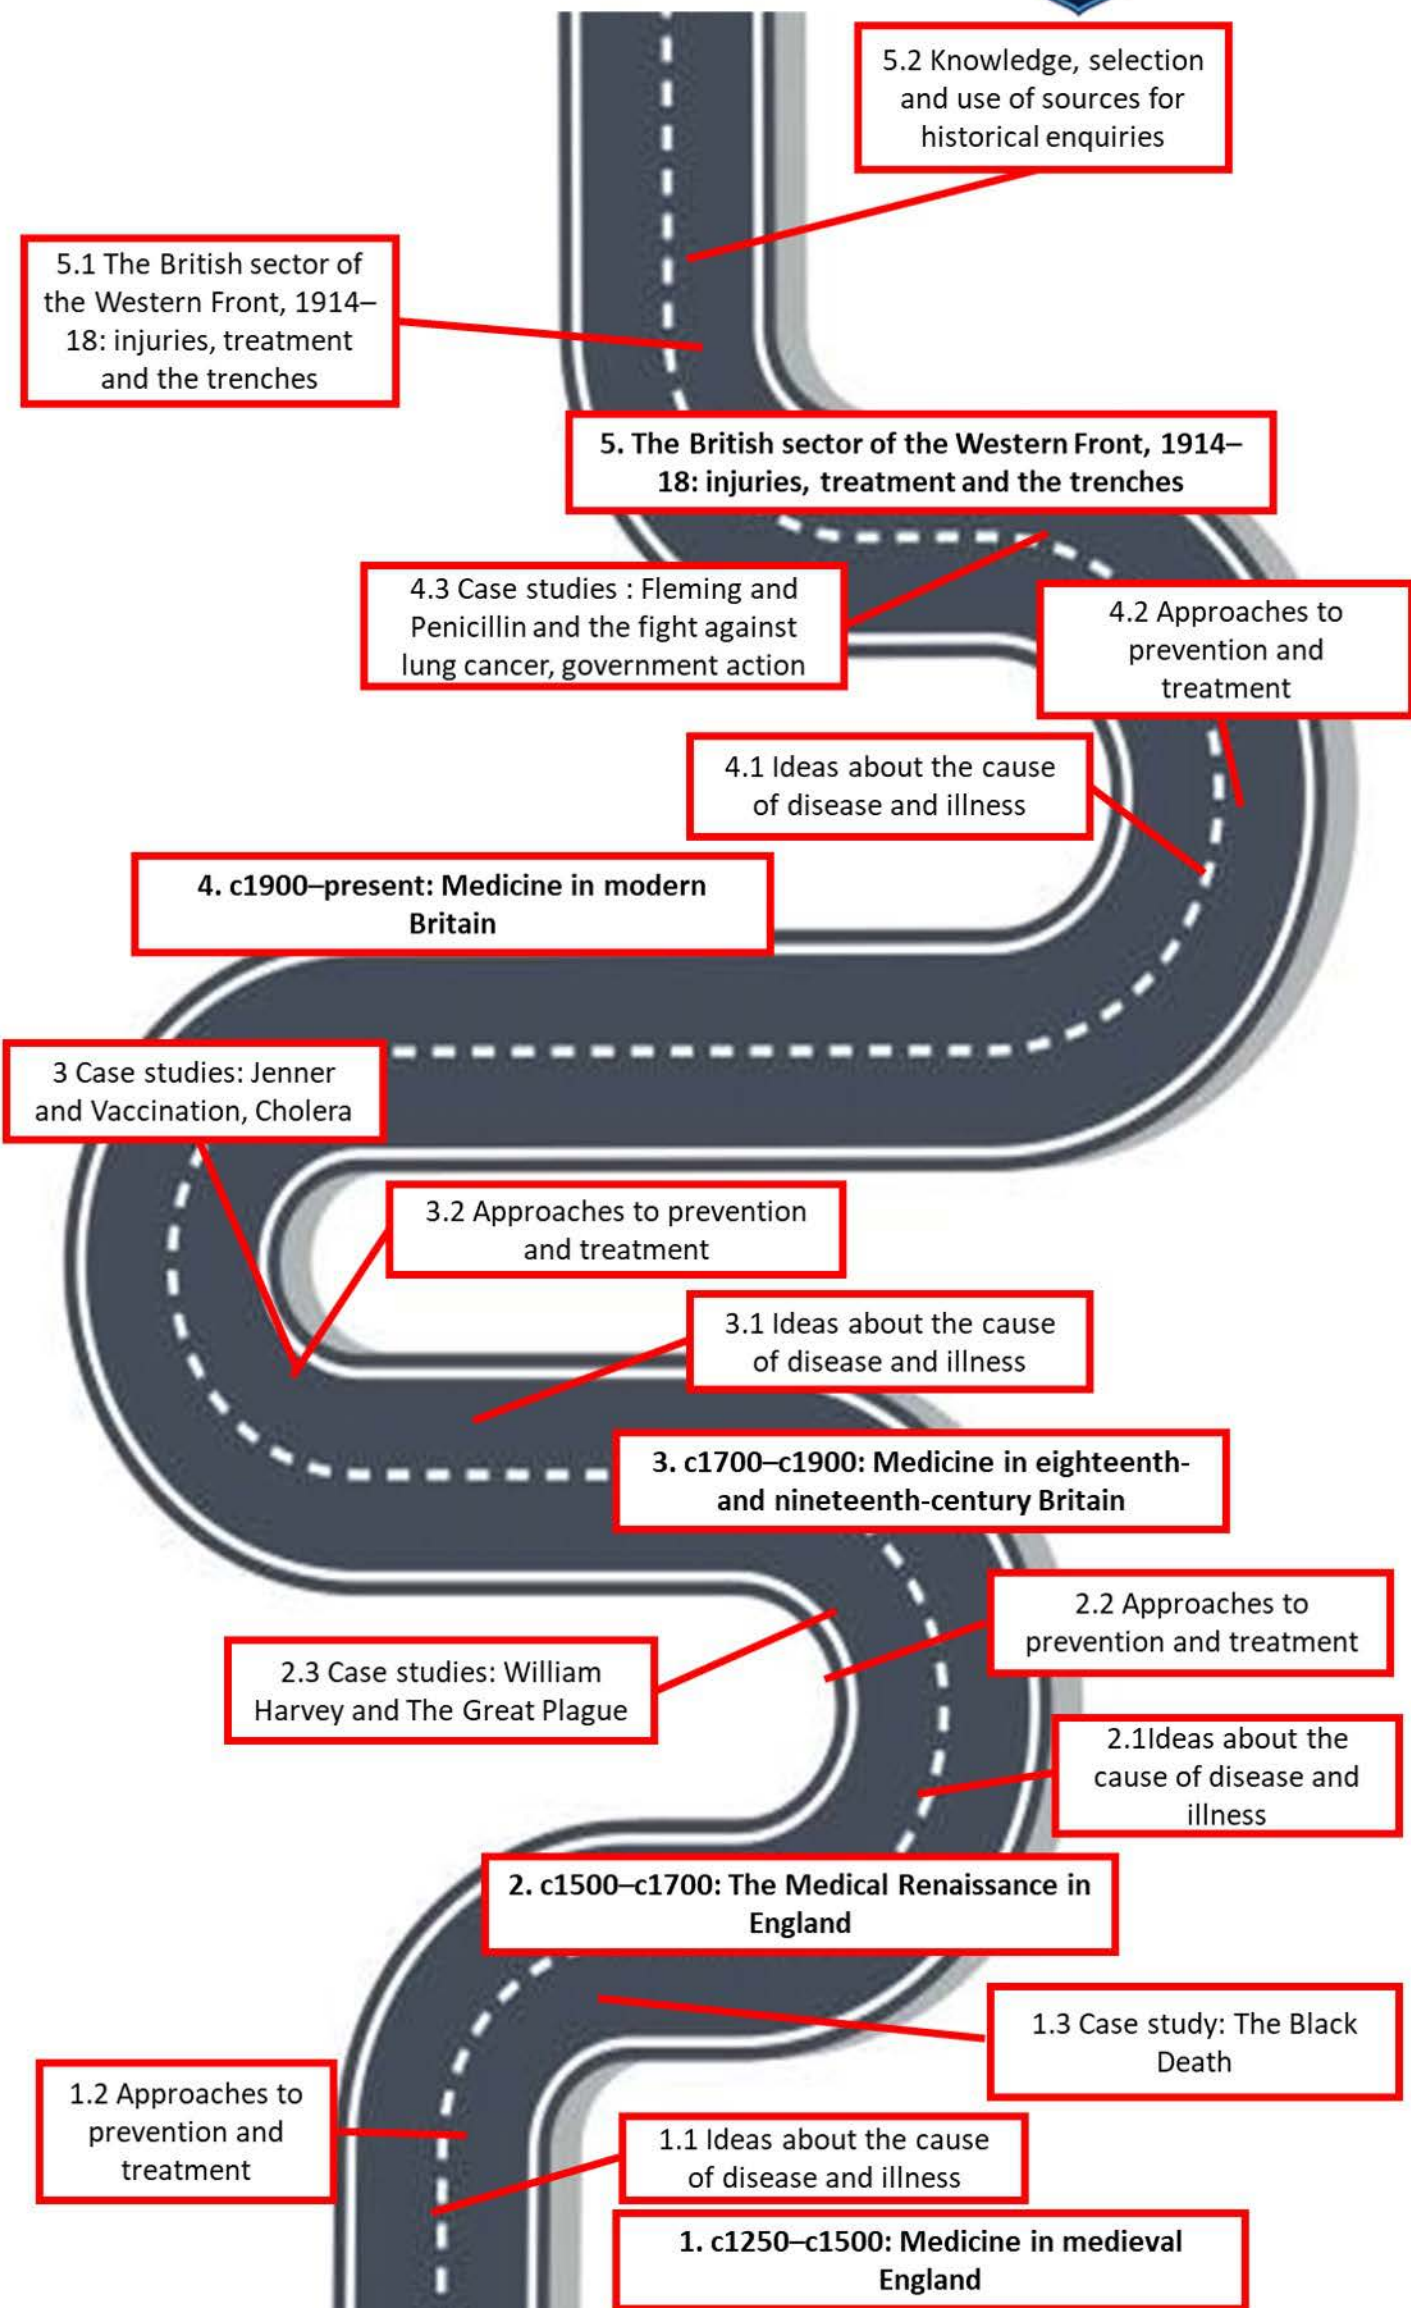 5.2 Knowledge, selection
and use of sources for
historical enquiries
5.1 The British sector of
the Western Front, 1914–
18: injuries, treatment
and the trenches
5. The British sector of the Western Front, 1914–
18: injuries, treatment and the trenches
4.3 Case studies : Fleming and
Penicillin and the fight against
lung cancer, government action
4.2 Approaches to
prevention and
treatment
4.1 Ideas about the cause
of disease and illness
4. c1900–present: Medicine in modern
Britain
3 Case studies: Jenner
and Vaccination, Cholera
3.2 Approaches to prevention
and treatment
3.1 Ideas about the cause
of disease and illness
3. c1700–c1900: Medicine in eighteenth-
and nineteenth-century Britain
2.2 Approaches to
prevention and treatment
2.3 Case studies: William
Harvey and The Great Plague
2.1Ideas about the
cause of disease and
illness
2. c1500–c1700: The Medical Renaissance in
England
1.3 Case study: The Black
Death
1.2 Approaches to
prevention and
treatment
1.1 Ideas about the cause
of disease and illness
1. c1250–c1500: Medicine in medieval
England